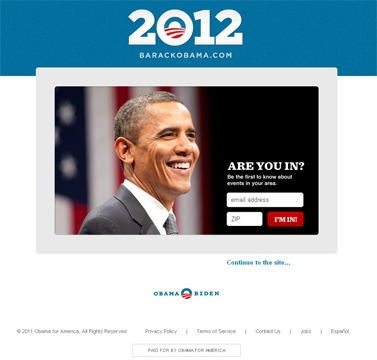 2012
BARACKOBAMA.COM
ARE YOU IN?
Be the first to know about
events in your area.
email address
ZIP I'M IN!
Continue to the site...
OBAMA BIDEN
© 2011 Obama for America, All Rights Reserved Privacy Policy | Terms of Service | Contact Us | Jobs | Español
PAID FOR BY OBAMA FOR AMERICA